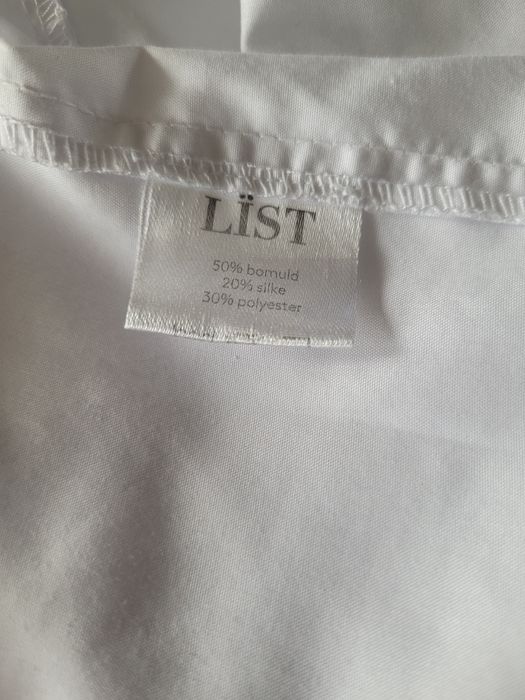 LÏST
50% bomuld
20% silke
30% polyester